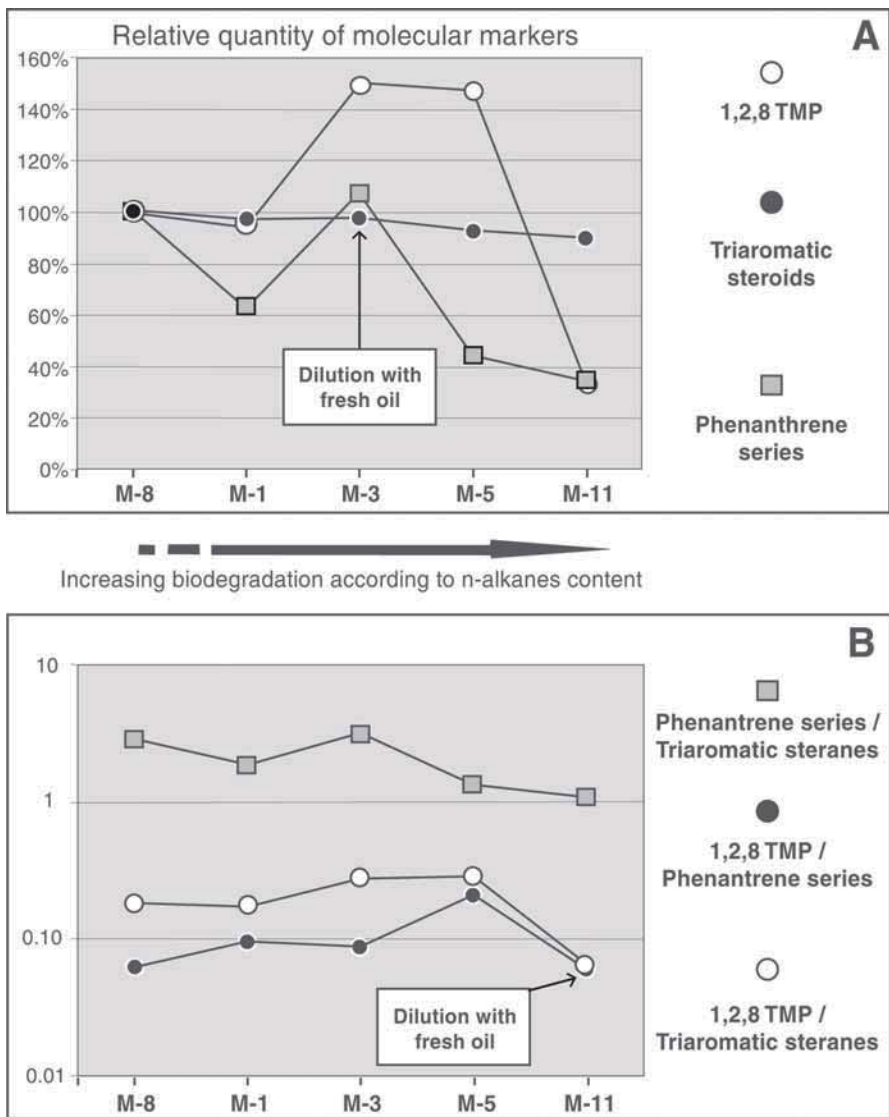 Relative quantity of molecular markers
A
160%
140%
120%
100%
80%
60%
40%
20%
0%
Dilution with
fresh oil
M-8 M-1 M-3 M-5 M-11
1,2,8 TMP
Triaromatic
steroids
Phenanthrene
series
Increasing biodegradation according to n-alkanes content
B
10
1
0.10
0.01
Dilution with
fresh oil
M-8 M-1 M-3 M-5 M-11
Phenantrene series /
Triaromatic steranes
1,2,8 TMP /
Phenantrene series
1,2,8 TMP /
Triaromatic steranes